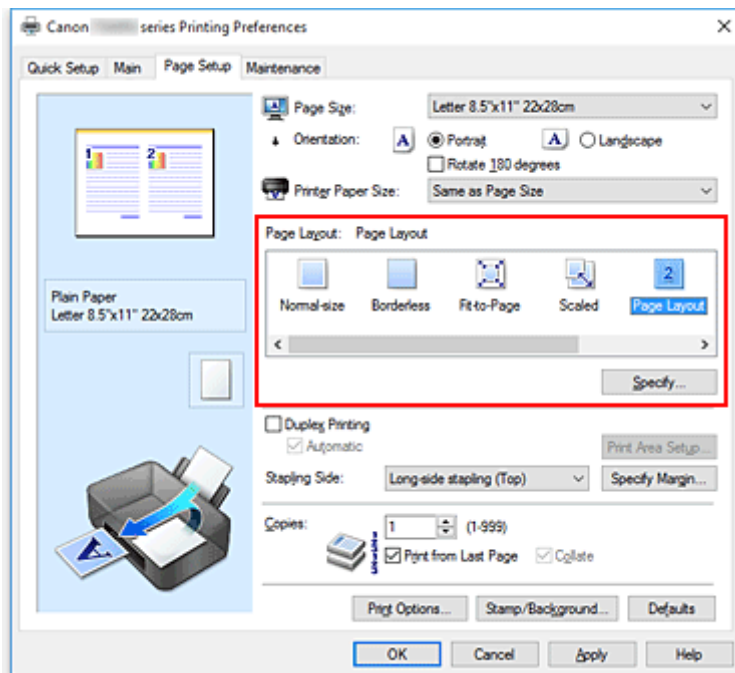 Canon series Printing Preferences
Quick Setup Main Page Setup Maintenance
1 2
Plain Paper
Letter 8.5"x11" 22x28cm
Page Size: Letter 8.5"x11" 22x28cm
Orientation: A Portrait A Landscape
Rotate 180 degrees
Printer Paper Size: Same as Page Size
Page Layout: Page Layout
2
Normal-size Borderless Fit-to-Page Scaled Page Layout
Specify...
Duplex Printing
Automatic Print Area Setup...
Stapling Side: Long-side stapling (Top) Specify Margin...
Copies: 1 (1-999)
Print from Last Page Collate
A
Print Options... Stamp/Background... Defaults
OK Cancel Apply Help